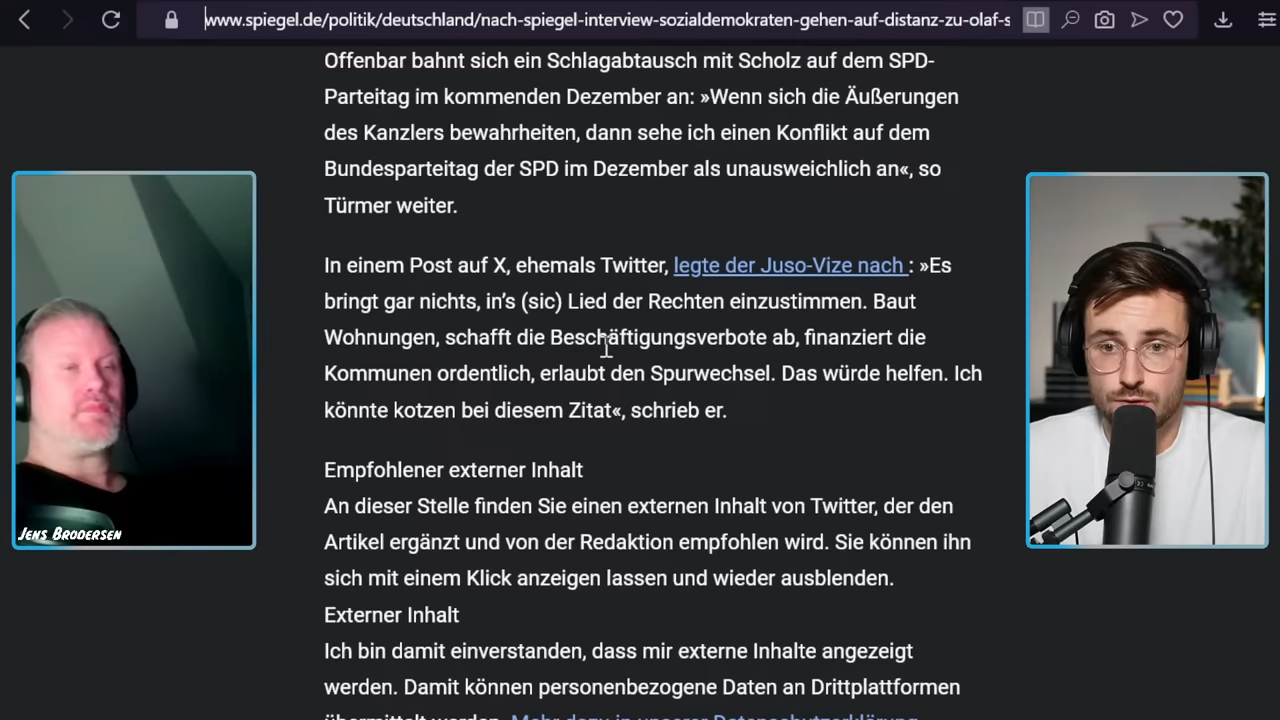 www.spiegel.de/politik/deutschland/nach-spiegel-interview-sozialdemokraten-gehen-auf-distanz-zu-olaf-s
Offenbar bahnt sich ein Schlagabtausch mit Scholz auf dem SPD-
Parteitag im kommenden Dezember an: »Wenn sich die Äußerungen
des Kanzlers bewahrheiten, dann sehe ich einen Konflikt auf dem
Bundesparteitag der SPD im Dezember als unausweichlich an«, so
Türmer weiter.
In einem Post auf X, ehemals Twitter, legte der Juso-Vize nach : »Es
bringt gar nichts, in’s (sic) Lied der Rechten einzustimmen. Baut
Wohnungen, schafft die Beschäftigungsverbote ab, finanziert die
Kommunen ordentlich, erlaubt den Spurwechsel. Das würde helfen. Ich
könnte kotzen bei diesem Zitat«, schrieb er.
Empfohlener externer Inhalt
An dieser Stelle finden Sie einen externen Inhalt von Twitter, der den
Artikel ergänzt und von der Redaktion empfohlen wird. Sie können ihn
sich mit einem Klick anzeigen lassen und wieder ausblenden.
Externer Inhalt
Ich bin damit einverstanden, dass mir externe Inhalte angezeigt
werden. Damit können personenbezogene Daten an Drittplattformen
übermittelt werden. Mehr dazu in unserer Datenschutzerklärung
Jens Brodersen